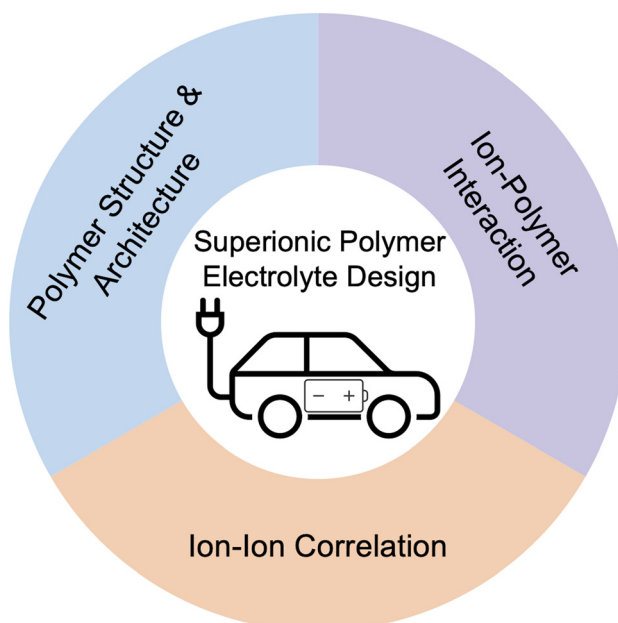 Polymer Structure &
Architecture
Ion-Polymer
Interaction
Superionic Polymer
Electrolyte Design
− +
Ion-Ion Correlation